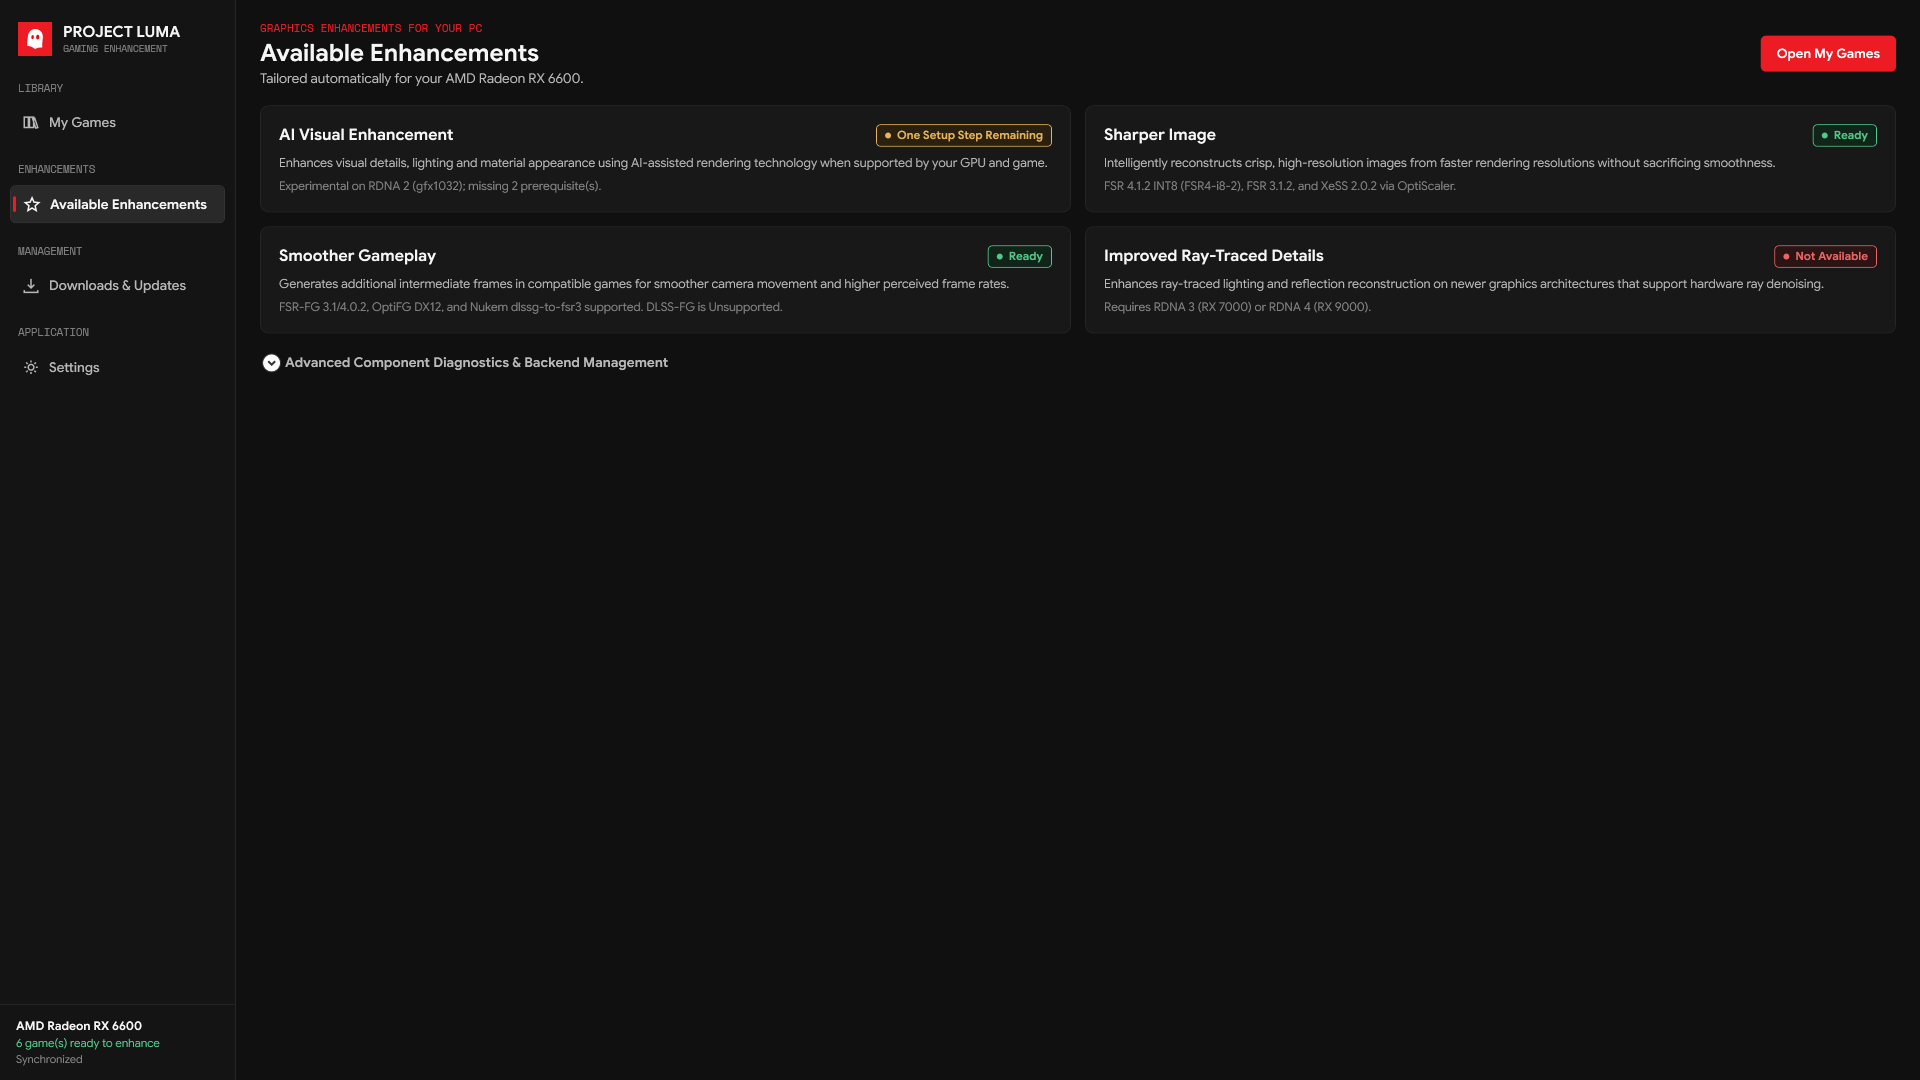 PROJECT LUMA
GAMING ENHANCEMENT
LIBRARY
My Games
ENHANCEMENTS
Available Enhancements
MANAGEMENT
Downloads & Updates
APPLICATION
Settings
AMD Radeon RX 6600
6 game(s) ready to enhance
Synchronized
GRAPHICS ENHANCEMENTS FOR YOUR PC
Available Enhancements
Tailored automatically for your AMD Radeon RX 6600.
Open My Games
AI Visual Enhancement
One Setup Step Remaining
Enhances visual details, lighting and material appearance using AI-assisted rendering technology when supported by your GPU and game.
Experimental on RDNA 2 (gfx1032); missing 2 prerequisite(s).
Sharper Image
Ready
Intelligently reconstructs crisp, high-resolution images from faster rendering resolutions without sacrificing smoothness.
FSR 4.1.2 INT8 (FSR4-i8-2), FSR 3.1.2, and XeSS 2.0.2 via OptiScaler.
Smoother Gameplay
Ready
Generates additional intermediate frames in compatible games for smoother camera movement and higher perceived frame rates.
FSR-FG 3.1/4.0.2, OptiFG DX12, and Nukem dlssg-to-fsr3 supported. DLSS-FG is Unsupported.
Improved Ray-Traced Details
Not Available
Enhances ray-traced lighting and reflection reconstruction on newer graphics architectures that support hardware ray denoising.
Requires RDNA 3 (RX 7000) or RDNA 4 (RX 9000).
Advanced Component Diagnostics & Backend Management